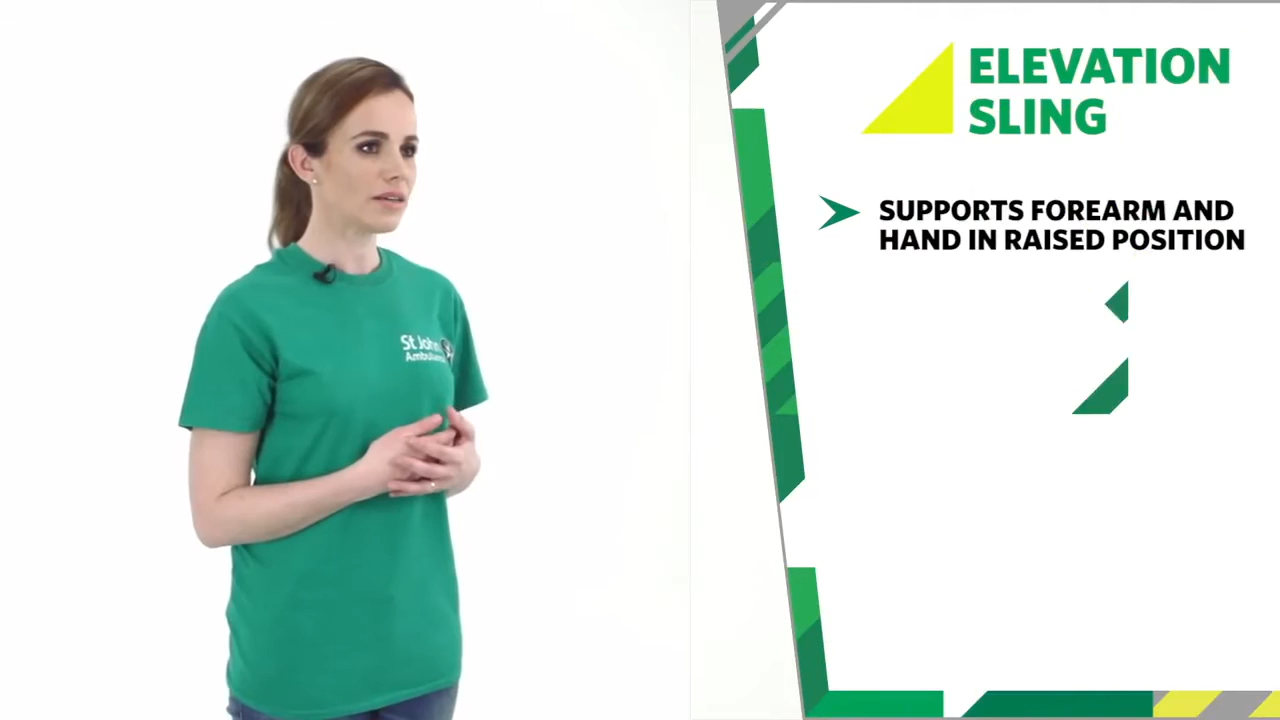 ELEVATION
SLING
SUPPORTS FOREARM AND
HAND IN RAISED POSITION
St John
Ambulance